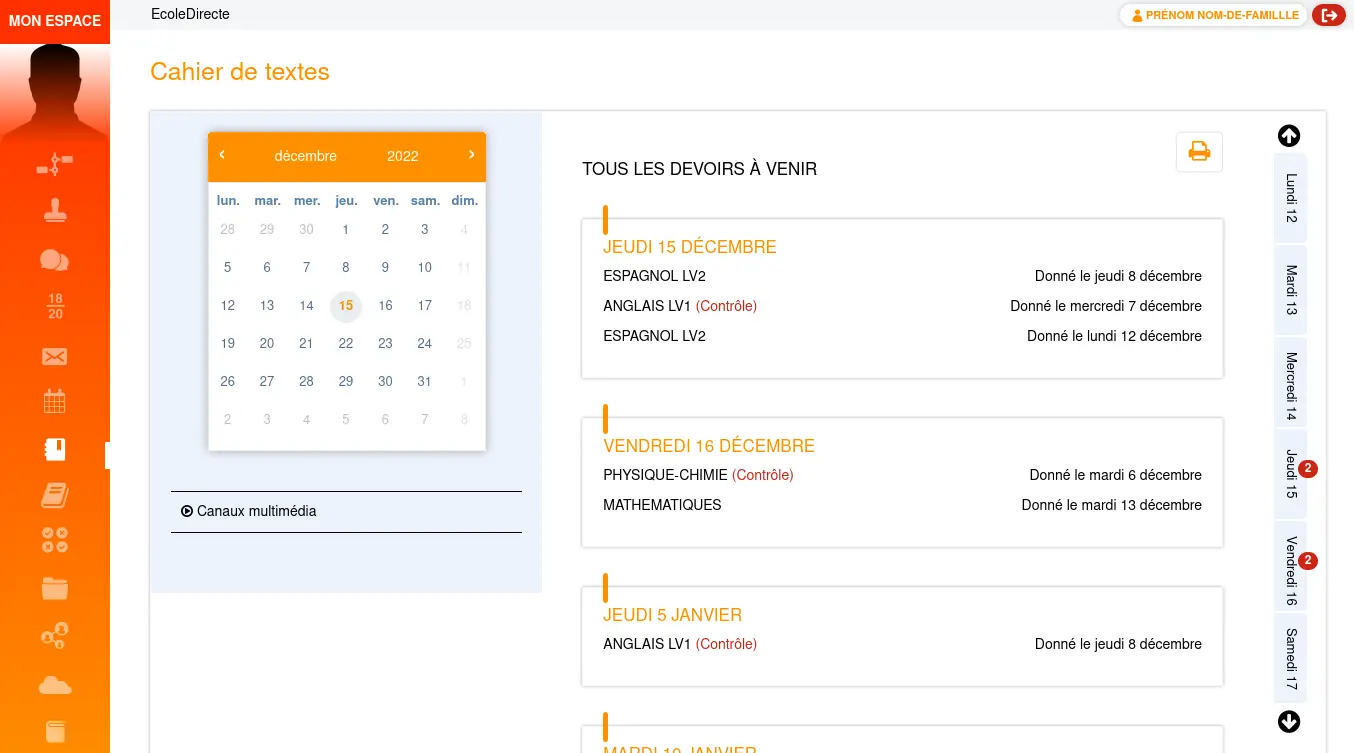 MON ESPACE
EcoleDirecte
PRÉNOM NOM-DE-FAMILLLE
Cahier de textes
18
20
décembre 2022
lun. mar. mer. jeu. ven. sam. dim.
28 29 30 1 2 3 4
5 6 7 8 9 10 11
12 13 14 15 16 17 18
19 20 21 22 23 24 25
26 27 28 29 30 31 1
2 3 4 5 6 7 8
Canaux multimédia
TOUS LES DEVOIRS À VENIR
JEUDI 15 DÉCEMBRE
ESPAGNOL LV2 Donné le jeudi 8 décembre
ANGLAIS LV1 (Contrôle) Donné le mercredi 7 décembre
ESPAGNOL LV2 Donné le lundi 12 décembre
VENDREDI 16 DÉCEMBRE
PHYSIQUE-CHIMIE (Contrôle) Donné le mardi 6 décembre
MATHEMATIQUES Donné le mardi 13 décembre
JEUDI 5 JANVIER
ANGLAIS LV1 (Contrôle) Donné le jeudi 8 décembre
MARDI 10 JANVIER
Lundi 12
Mardi 13
Mercredi 14
Jeudi 15
2
Vendredi 16
2
Samedi 17